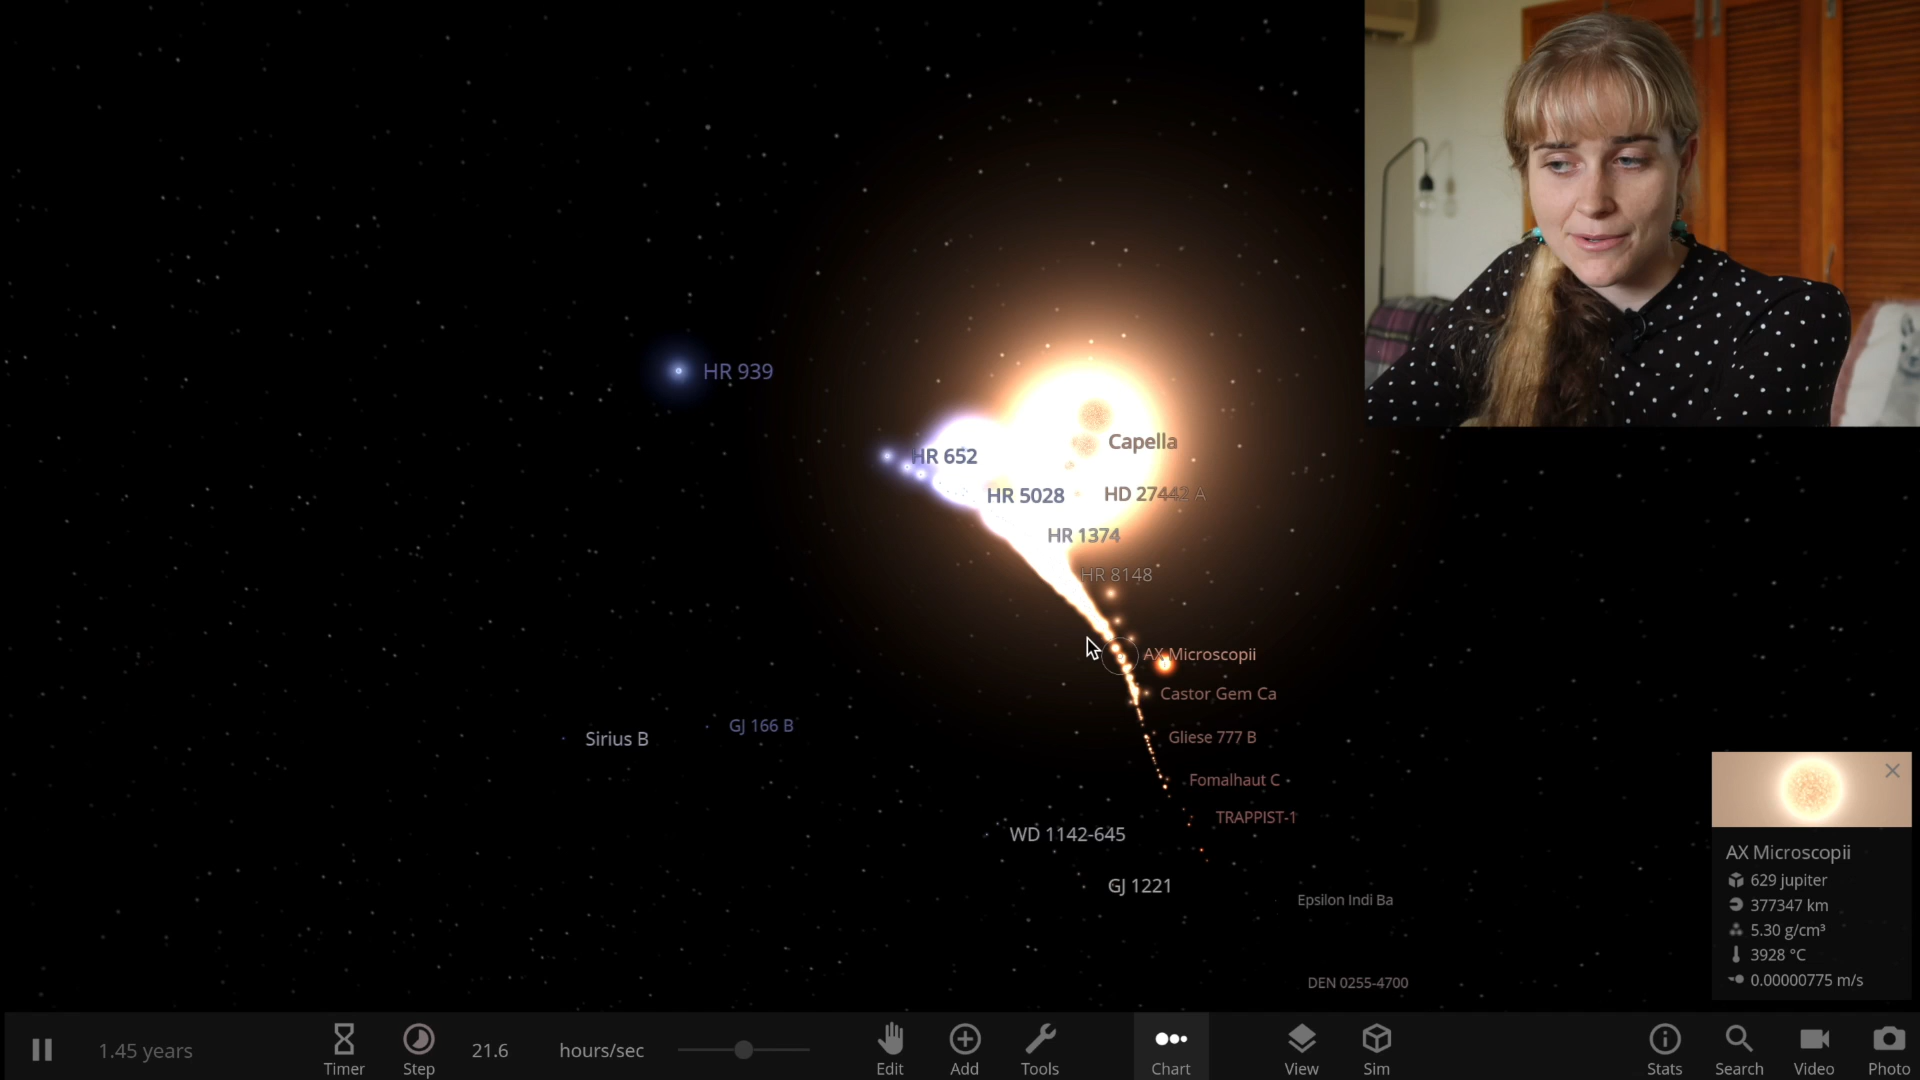 HR 939
Capella
HR 652
HD 27442 A
HR 5028
HR 1374
HR 8148
AX Microscopii
Castor Gem Ca
GJ 166 B
Sirius B
Gliese 777 B
Fomalhaut C
TRAPPIST-1
WD 1142-645
GJ 1221
Epsilon Indi Ba
DEN 0255-4700
AX Microscopii
629 jupiter
377347 km
5.30 g/cm³
3928 °C
0.00000775 m/s
1.45 years
Timer
Step
21.6 hours/sec
Edit
Add
Tools
Chart
View
Sim
Stats
Search
Video
Photo